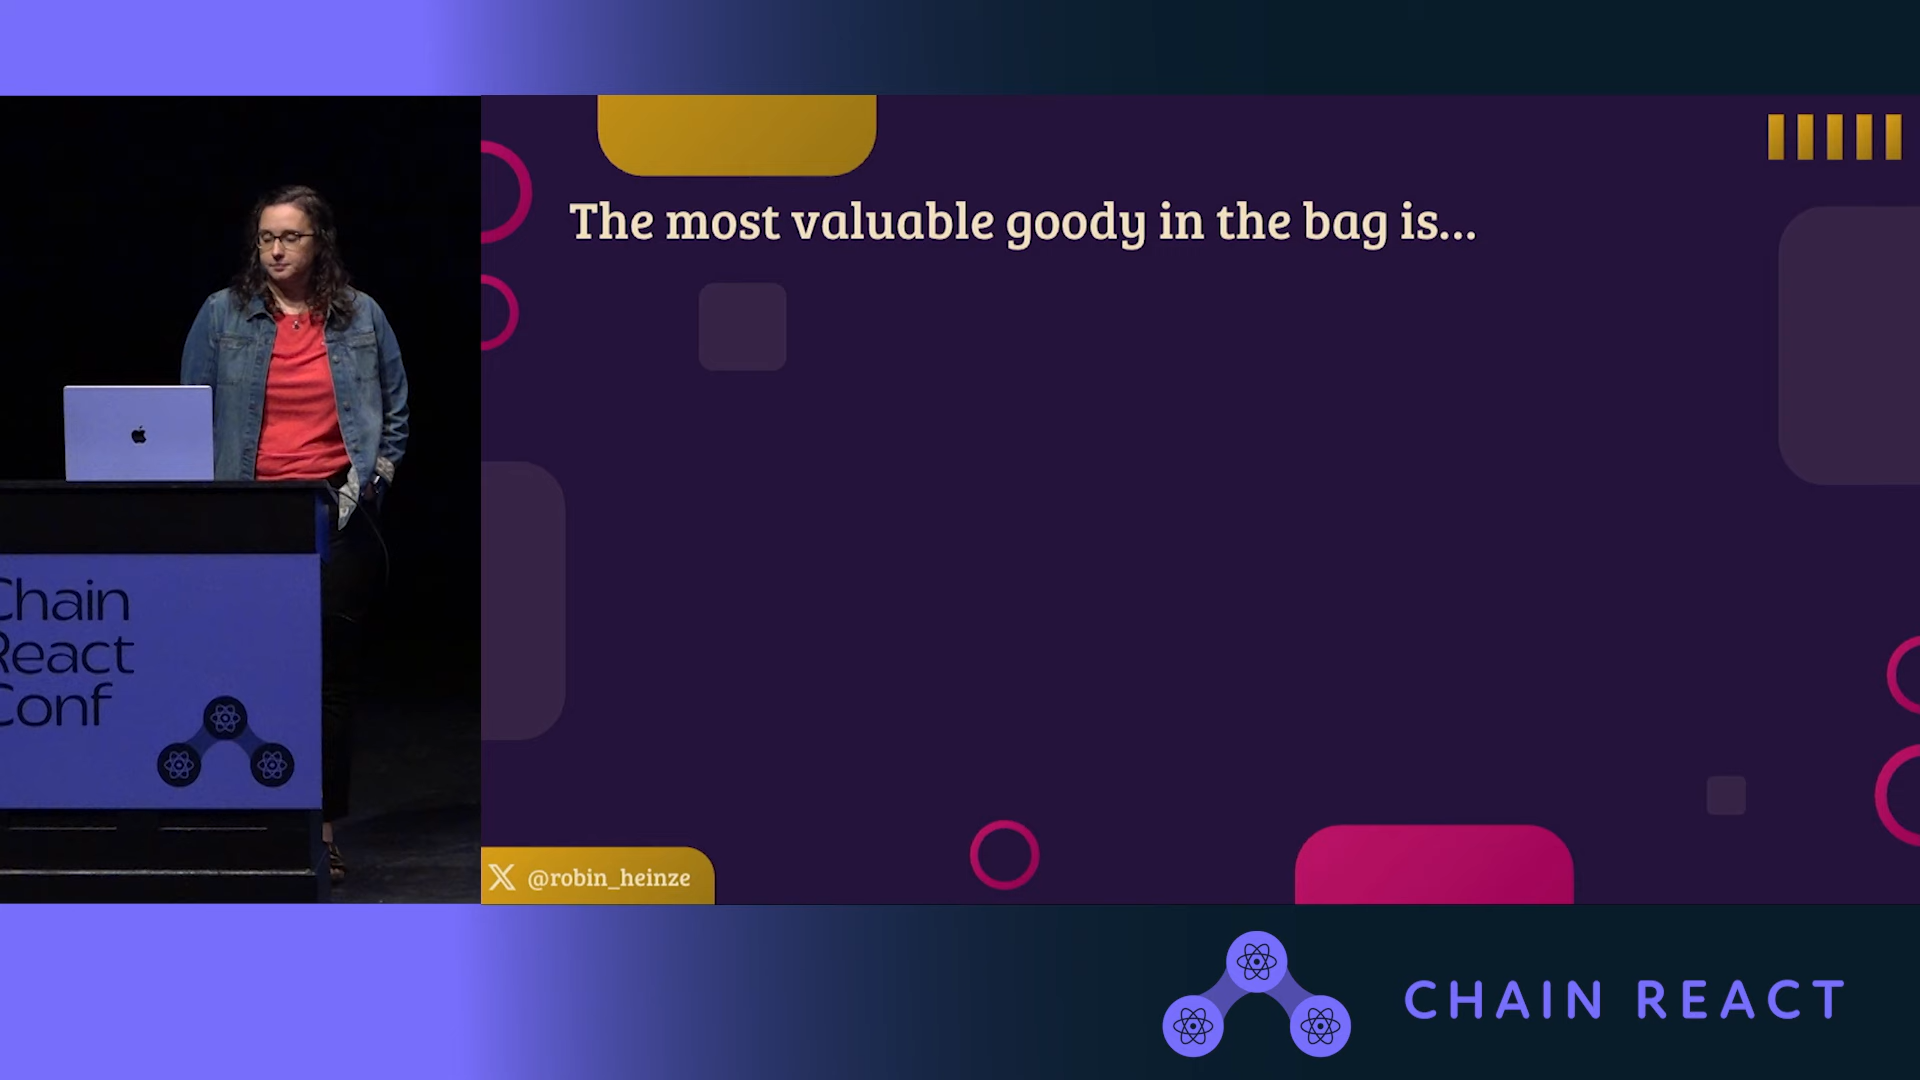 The most valuable goody in the bag is...
Chain
React
Conf
@robin_heinze
CHAIN REACT